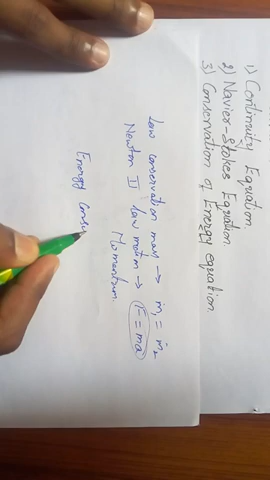 1) Continuity Equation.
2) Navier-Stokes Equation
3) Conservation of Energy equation.
Law conservation mass → ṁ₁ = ṁ₂
Newton II law motion → F = ma
Momentum.
Energy Cons